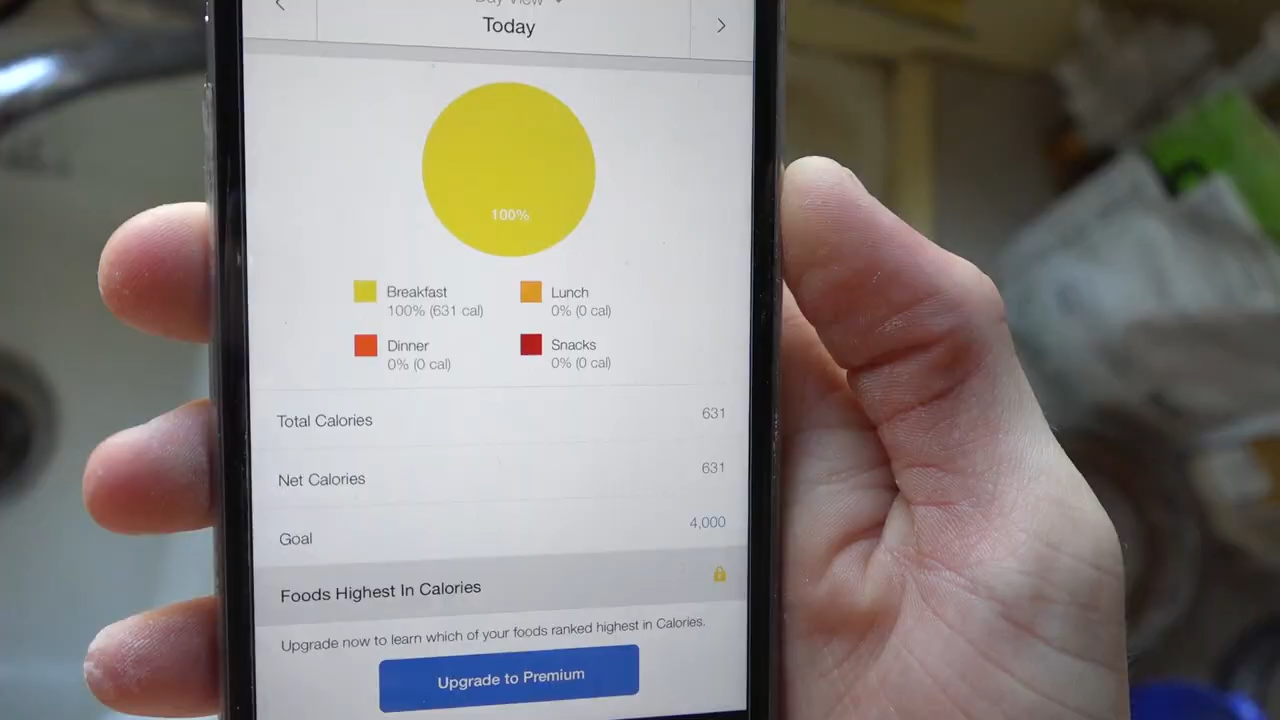 Day View
Today
100%
Breakfast
100% (631 cal)
Lunch
0% (0 cal)
Dinner
0% (0 cal)
Snacks
0% (0 cal)
Total Calories 631
Net Calories 631
Goal 4,000
Foods Highest In Calories
Upgrade now to learn which of your foods ranked highest in Calories.
Upgrade to Premium